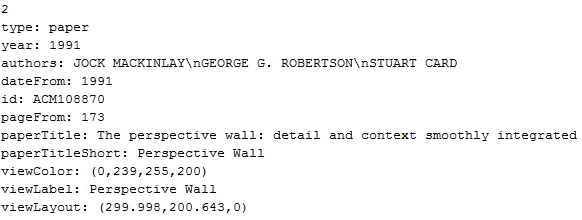 2
type: paper
year: 1991
authors: JOCK MACKINLAY\nGEORGE G. ROBERTSON\nSTUART CARD
dateFrom: 1991
id: ACM108870
pageFrom: 173
paperTitle: The perspective wall: detail and context smoothly integrated
paperTitleShort: Perspective Wall
viewColor: (0,239,255,200)
viewLabel: Perspective Wall
viewLayout: (299.998,200.643,0)